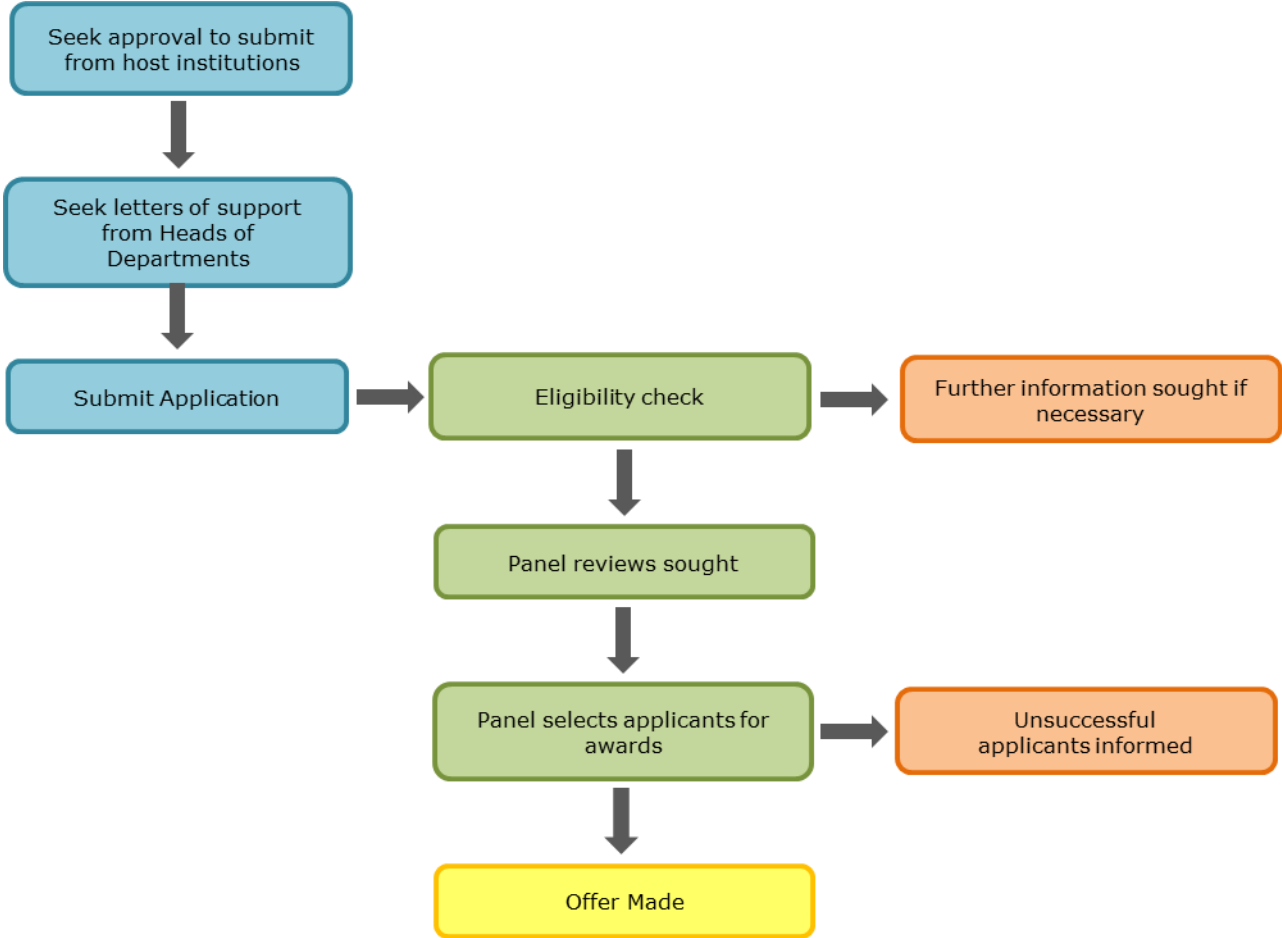 Seek approval to submit
from host institutions
Seek letters of support
from Heads of
Departments
Submit Application
Eligibility check
Further information sought if
necessary
Panel reviews sought
Panel selects applicants for
awards
Unsuccessful
applicants informed
Offer Made